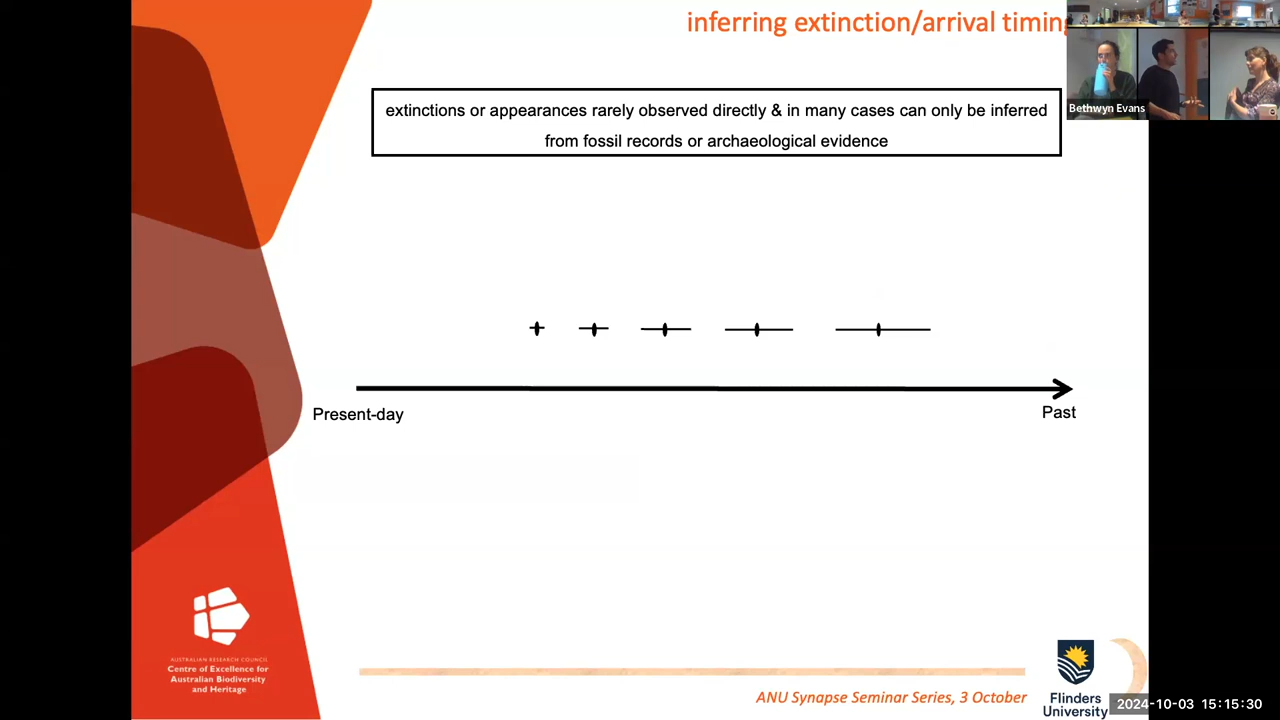 inferring extinction/arrival timing
extinctions or appearances rarely observed directly & in many cases can only be inferred
from fossil records or archaeological evidence
Bethwyn Evans
Present-day
Past
AUSTRALIAN RESEARCH COUNCIL
Centre of Excellence for
Australian Biodiversity
and Heritage
ANU Synapse Seminar Series, 3 October
Flinders
University
2024-10-03 15:15:30